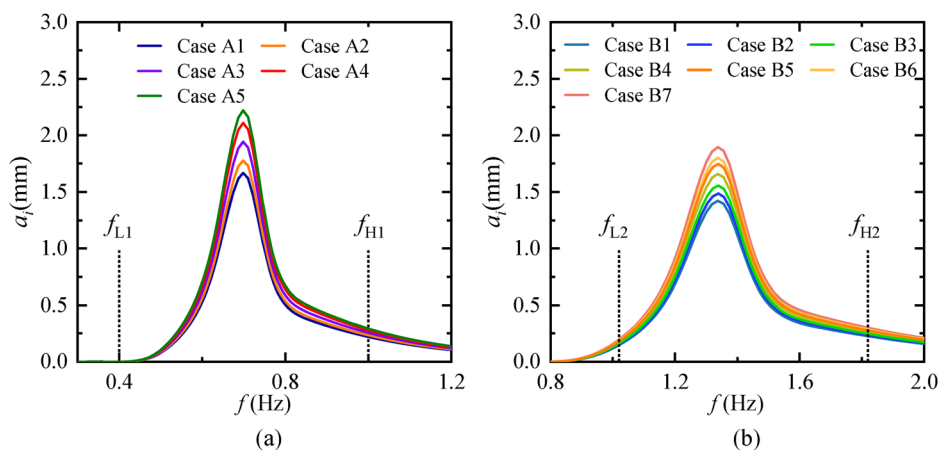 3.0
2.5
2.0
1.5
1.0
0.5
0.0
a_i(mm)
Case A1 Case A2
Case A3 Case A4
Case A5
f_L1
f_H1
0.4 0.8 1.2
f (Hz)
(a)
3.0
2.5
2.0
1.5
1.0
0.5
0.0
a_i(mm)
Case B1 Case B2 Case B3
Case B4 Case B5 Case B6
Case B7
f_L2
f_H2
0.8 1.2 1.6 2.0
f (Hz)
(b)